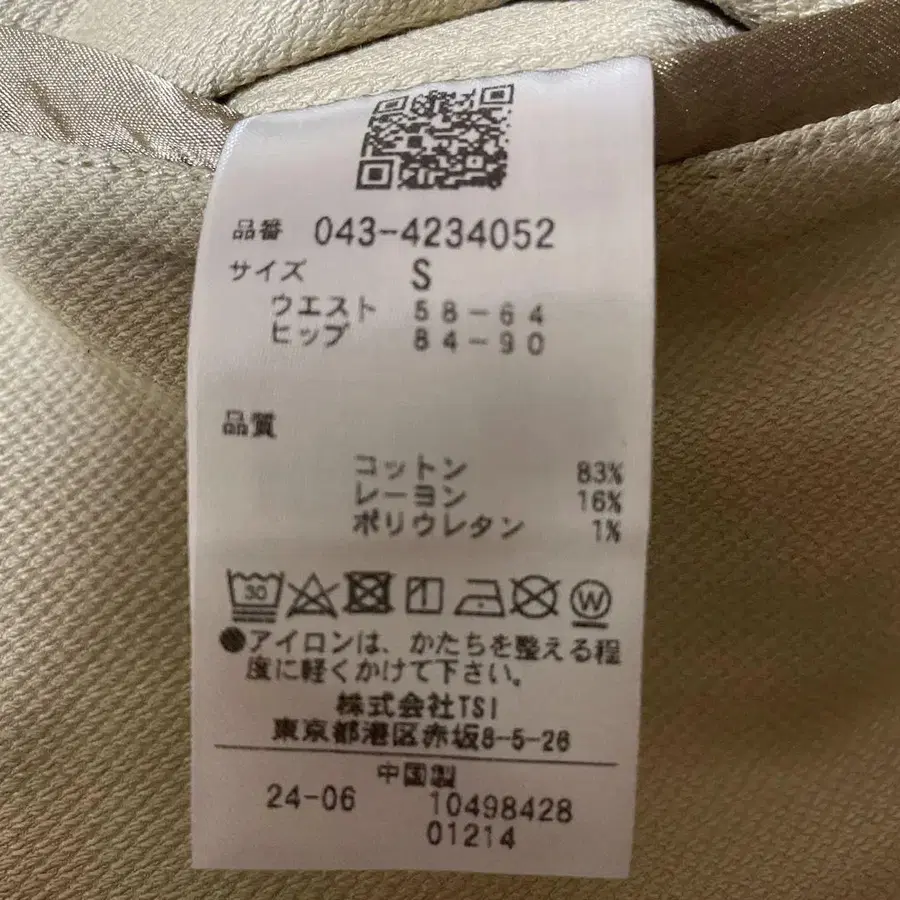 品番 043-4234052
サイズ S
ウエスト 58-64
ヒップ 84-90
品質
コットン 83%
レーヨン 16%
ポリウレタン 1%
30 W
●アイロンは、かたちを整える程
度に軽くかけて下さい。
株式会社TSI
東京都港区赤坂8-5-26
中国製
24-06 10498428
01214